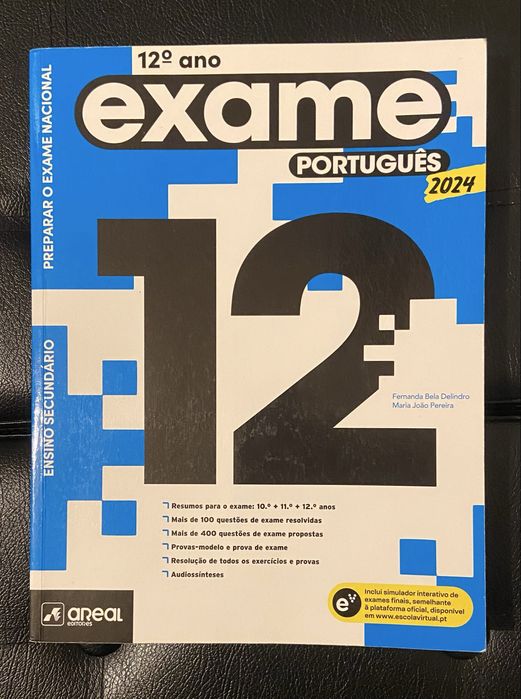 12º ano
exame
PORTUGUÊS
2024
PREPARAR O EXAME NACIONAL
ENSINO SECUNDÁRIO
12
Fernanda Bela Delindro
Maria João Pereira
Resumos para o exame: 10.º + 11.º + 12.º anos
Mais de 100 questões de exame resolvidas
Mais de 400 questões de exame propostas
Provas-modelo e prova de exame
Resolução de todos os exercícios e provas
Audiossínteses
e
Inclui simulador interativo de
exames finais, semelhante
à plataforma oficial, disponível
em www.escolavirtual.pt
areal
editores